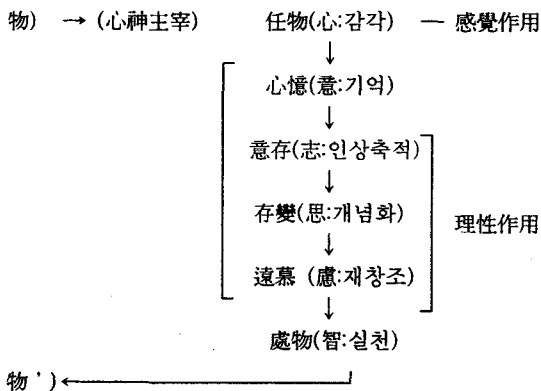 物) → (心神主宰) 任物(心:감각) — 感覺作用
↓
心憶(意:기억)
↓
意存(志:인상축적)
↓
存變(思:개념화) 理性作用
↓
遠慕 (慮:재창조)
↓
處物(智:실천)
物')←